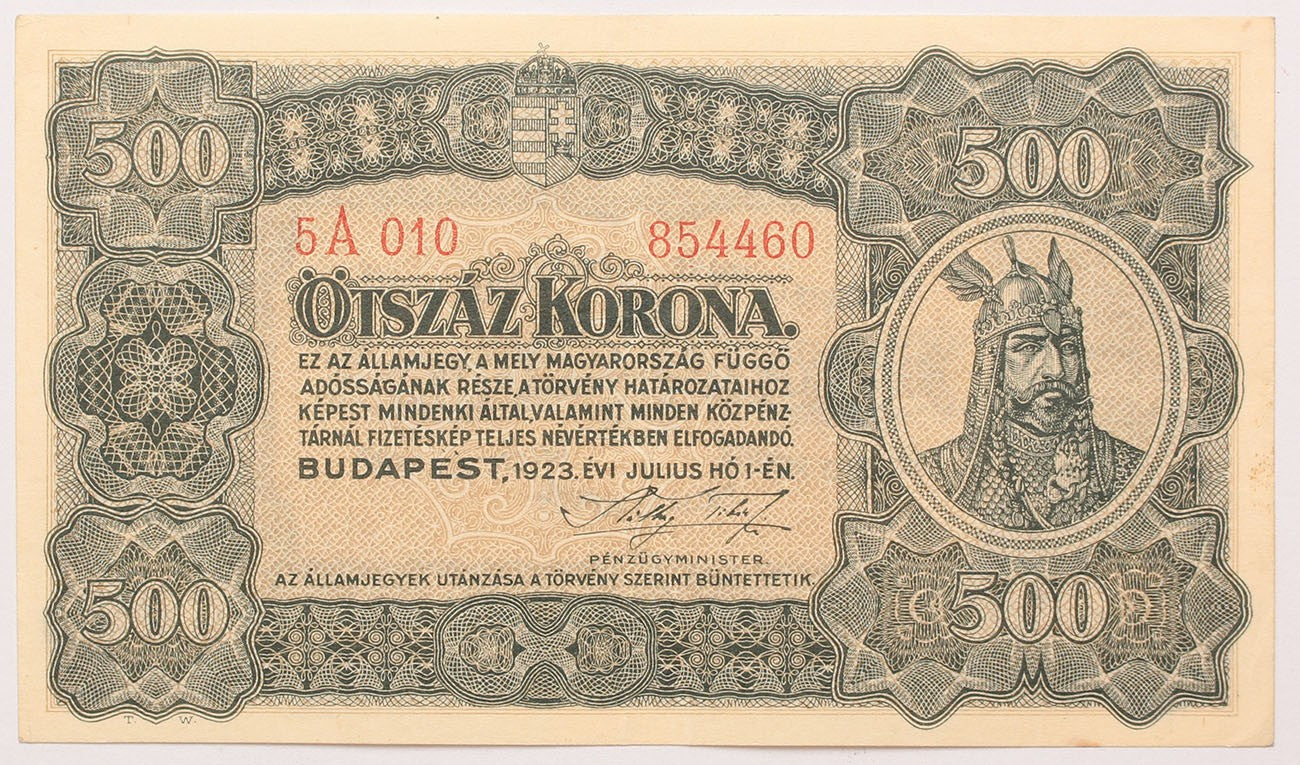 500
500
5A 010 854460
ÖTSZÁZ KORONA.
EZ AZ ÁLLAMJEGY, A MELY MAGYARORSZÁG FÜGGŐ
ADÓSSÁGÁNAK RÉSZE, A TÖRVÉNY HATÁROZATAIHOZ
KÉPEST MINDENKI ÁLTAL, VALAMINT MINDEN KÖZPÉNZ-
TÁRNÁL FIZETÉSKÉP TELJES NÉVÉRTÉKBEN ELFOGADANDÓ.
BUDAPEST, 1923. ÉVI JULIUS HÓ 1-ÉN.
PÉNZÜGYMINISTER.
AZ ÁLLAMJEGYEK UTÁNZÁSA A TÖRVÉNY SZERINT BÜNTETTETIK.
500
500
T. W.